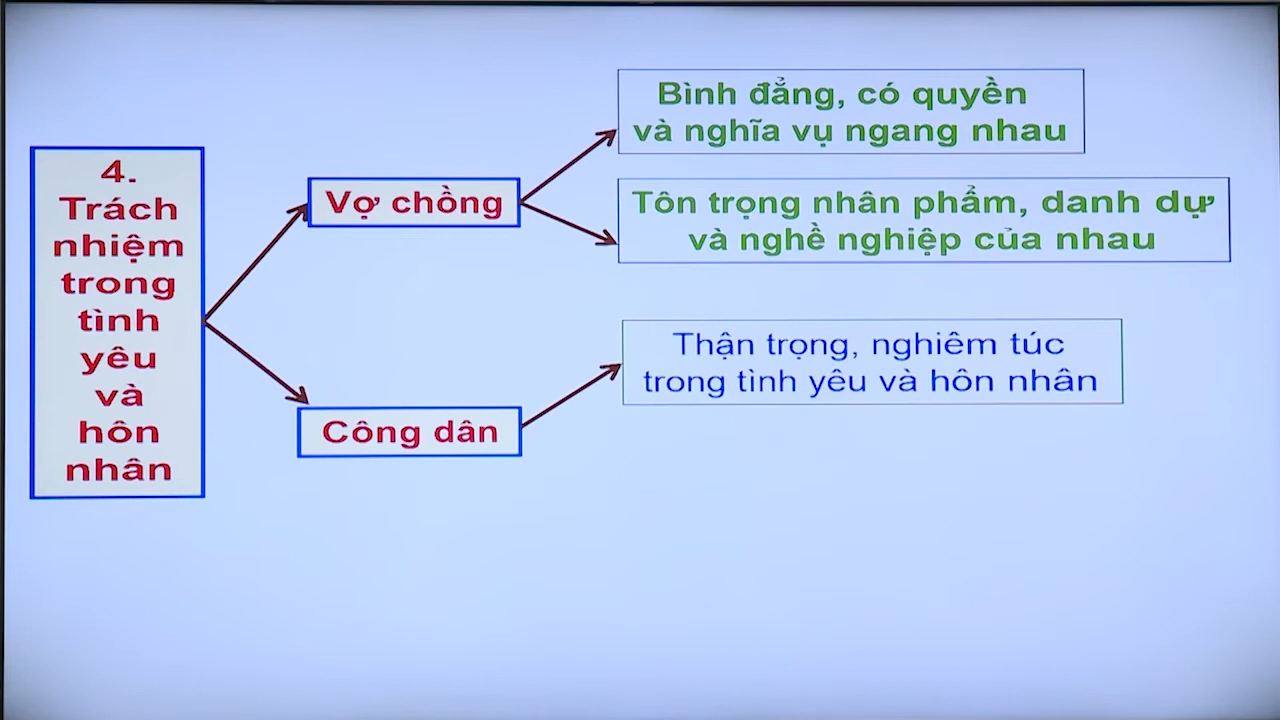 4.
Trách
nhiệm
trong
tình
yêu
và
hôn
nhân
Vợ chồng
Bình đẳng, có quyền
và nghĩa vụ ngang nhau
Tôn trọng nhân phẩm, danh dự
và nghề nghiệp của nhau
Công dân
Thận trọng, nghiêm túc
trong tình yêu và hôn nhân